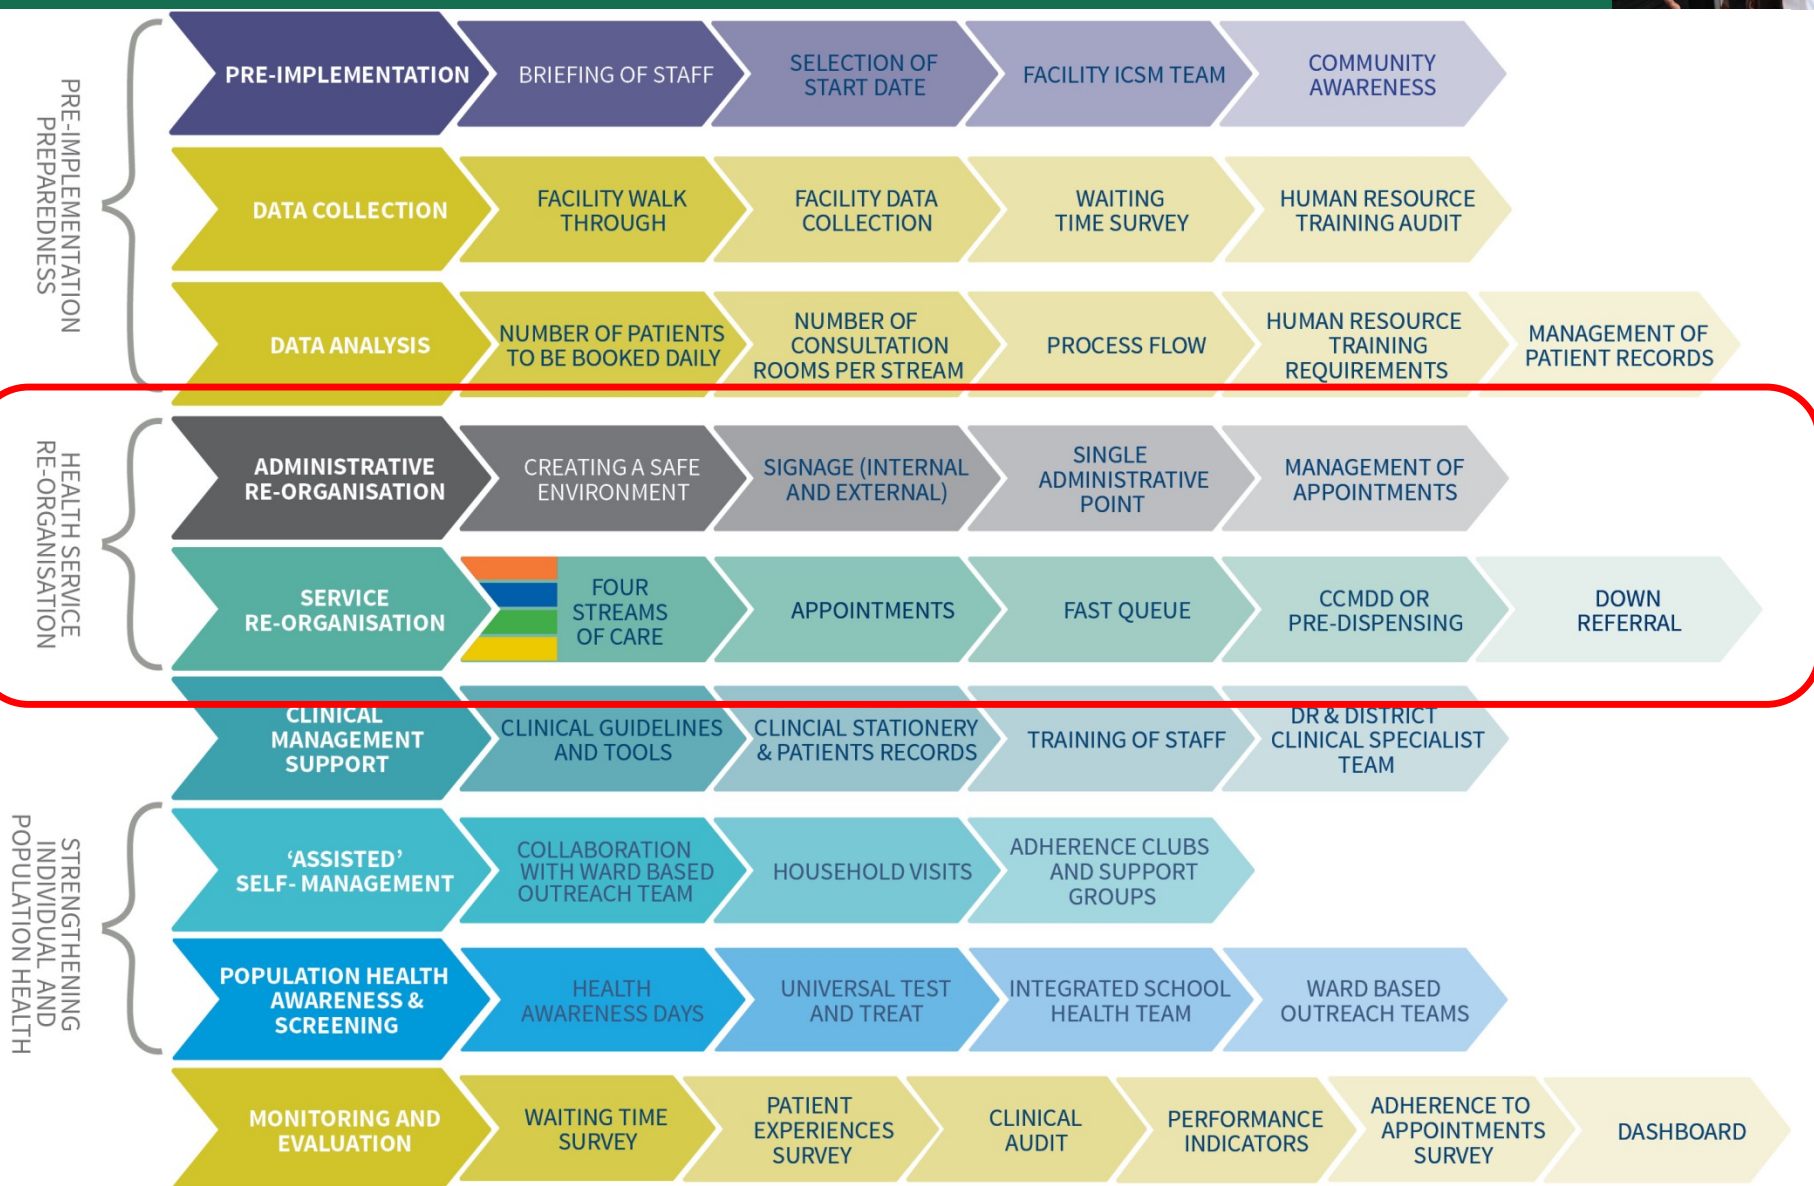 PRE-IMPLEMENTATION
PREPAREDNESS
PRE-IMPLEMENTATION
BRIEFING OF STAFF
SELECTION OF
START DATE
FACILITY ICSM TEAM
COMMUNITY
AWARENESS
DATA COLLECTION
FACILITY WALK
THROUGH
FACILITY DATA
COLLECTION
WAITING
TIME SURVEY
HUMAN RESOURCE
TRAINING AUDIT
DATA ANALYSIS
NUMBER OF PATIENTS
TO BE BOOKED DAILY
NUMBER OF
CONSULTATION
ROOMS PER STREAM
PROCESS FLOW
HUMAN RESOURCE
TRAINING
REQUIREMENTS
MANAGEMENT OF
PATIENT RECORDS
HEALTH SERVICE
RE-ORGANISATION
ADMINISTRATIVE
RE-ORGANISATION
CREATING A SAFE
ENVIRONMENT
SIGNAGE (INTERNAL
AND EXTERNAL)
SINGLE
ADMINISTRATIVE
POINT
MANAGEMENT OF
APPOINTMENTS
SERVICE
RE-ORGANISATION
FOUR
STREAMS
OF CARE
APPOINTMENTS
FAST QUEUE
CCMDD OR
PRE-DISPENSING
DOWN
REFERRAL
CLINICAL
MANAGEMENT
SUPPORT
CLINICAL GUIDELINES
AND TOOLS
CLINCIAL STATIONERY
& PATIENTS RECORDS
TRAINING OF STAFF
DR & DISTRICT
CLINICAL SPECIALIST
TEAM
STRENGTHENING
INDIVIDUAL AND
POPULATION HEALTH
‘ASSISTED’
SELF- MANAGEMENT
COLLABORATION
WITH WARD BASED
OUTREACH TEAM
HOUSEHOLD VISITS
ADHERENCE CLUBS
AND SUPPORT
GROUPS
POPULATION HEALTH
AWARENESS &
SCREENING
HEALTH
AWARENESS DAYS
UNIVERSAL TEST
AND TREAT
INTEGRATED SCHOOL
HEALTH TEAM
WARD BASED
OUTREACH TEAMS
MONITORING AND
EVALUATION
WAITING TIME
SURVEY
PATIENT
EXPERIENCES
SURVEY
CLINICAL
AUDIT
PERFORMANCE
INDICATORS
ADHERENCE TO
APPOINTMENTS
SURVEY
DASHBOARD